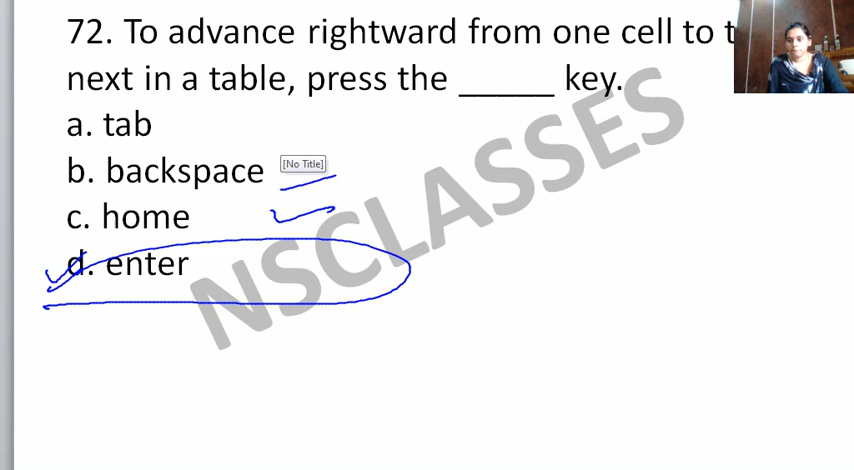 72. To advance rightward from one cell to t
next in a table, press the _____ key.
a. tab
b. backspace
[No Title]
c. home
d. enter
NSCLASSES